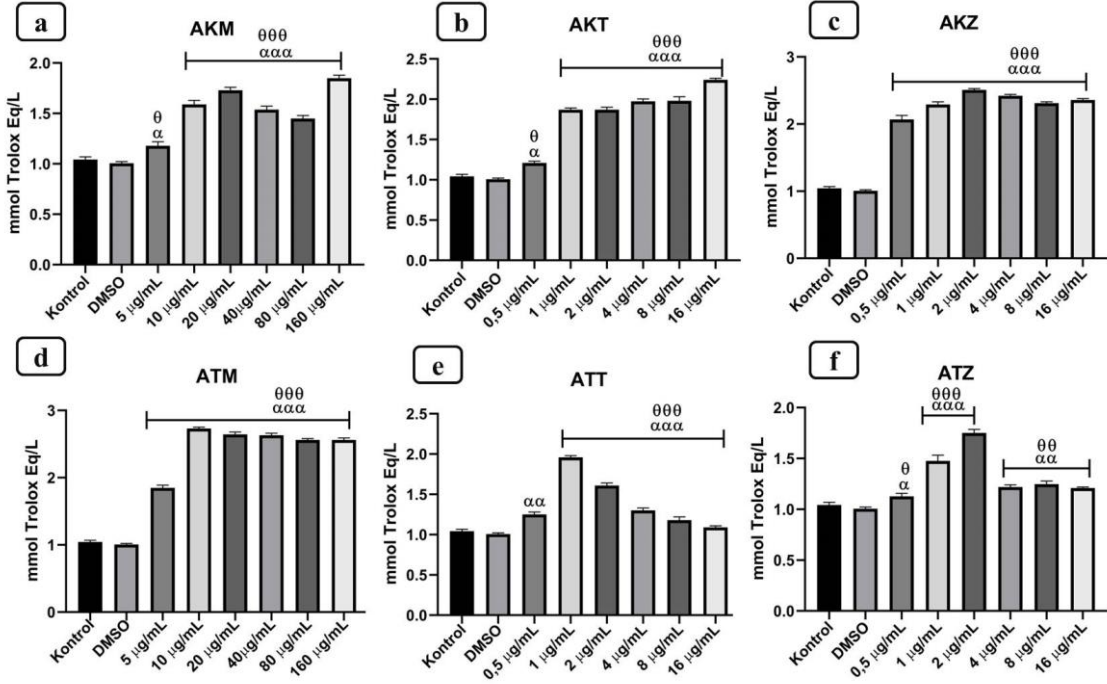 a
AKM
θθθ
ααα
θ
α
mmol Trolox Eq/L
2.0
1.5
1.0
0.5
0.0
Kontrol
DMSO
5 µg/mL
10 µg/mL
20 µg/mL
40µg/mL
80 µg/mL
160 µg/mL
b
AKT
θθθ
ααα
θ
α
mmol Trolox Eq/L
2.5
2.0
1.5
1.0
0.5
0.0
Kontrol
DMSO
0,5 µg/mL
1 µg/mL
2 µg/mL
4 µg/mL
8 µg/mL
16 µg/mL
c
AKZ
θθθ
ααα
mmol Trolox Eq/L
3
2
1
0
Kontrol
DMSO
0,5 µg/mL
1 µg/mL
2 µg/mL
4 µg/mL
8 µg/mL
16 µg/mL
d
ATM
θθθ
ααα
mmol Trolox Eq/L
3
2
1
0
Kontrol
DMSO
5 µg/mL
10 µg/mL
20 µg/mL
40µg/mL
80 µg/mL
160 µg/mL
e
ATT
θθθ
ααα
αα
mmol Trolox Eq/L
2.5
2.0
1.5
1.0
0.5
0.0
Kontrol
DMSO
0,5 µg/mL
1 µg/mL
2 µg/mL
4 µg/mL
8 µg/mL
16 µg/mL
f
ATZ
θθθ
ααα
θθ
αα
θ
α
mmol Trolox Eq/L
2.0
1.5
1.0
0.5
0.0
Kontrol
DMSO
0,5 µg/mL
1 µg/mL
2 µg/mL
4 µg/mL
8 µg/mL
16 µg/mL